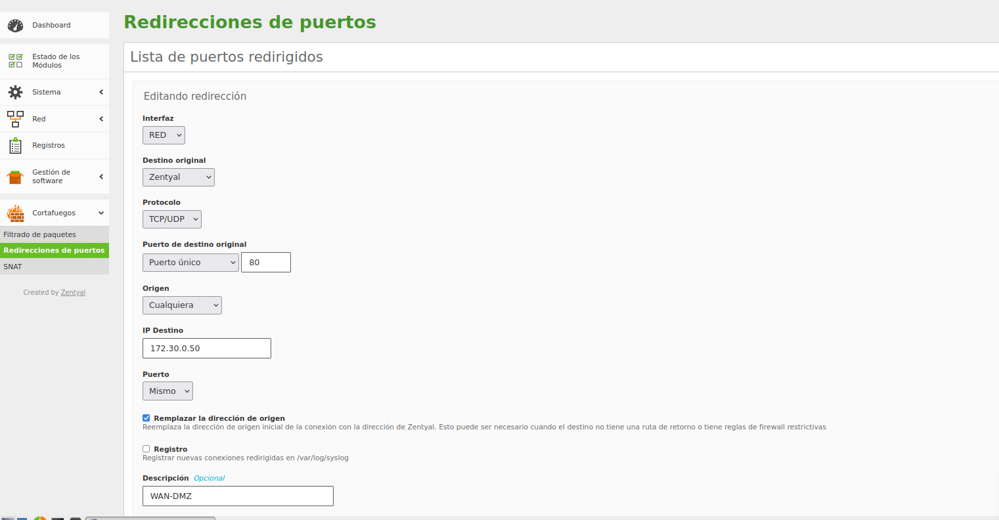 Redirecciones de puertos
Dashboard
Estado de los
Módulos
Sistema
Red
Registros
Gestión de
software
Cortafuegos
Filtrado de paquetes
Redirecciones de puertos
SNAT
Created by Zentyal
Lista de puertos redirigidos
Editando redirección
Interfaz
RED
Destino original
Zentyal
Protocolo
TCP/UDP
Puerto de destino original
Puerto único 80
Origen
Cualquiera
IP Destino
172.30.0.50
Puerto
Mismo
Remplazar la dirección de origen
Reemplaza la dirección de origen inicial de la conexión con la dirección de Zentyal. Esto puede ser necesario cuando el destino no tiene una ruta de retorno o tiene reglas de firewall restrictivas
Registro
Registrar nuevas conexiones redirigidas en /var/log/syslog
Descripción Opcional
WAN-DMZ